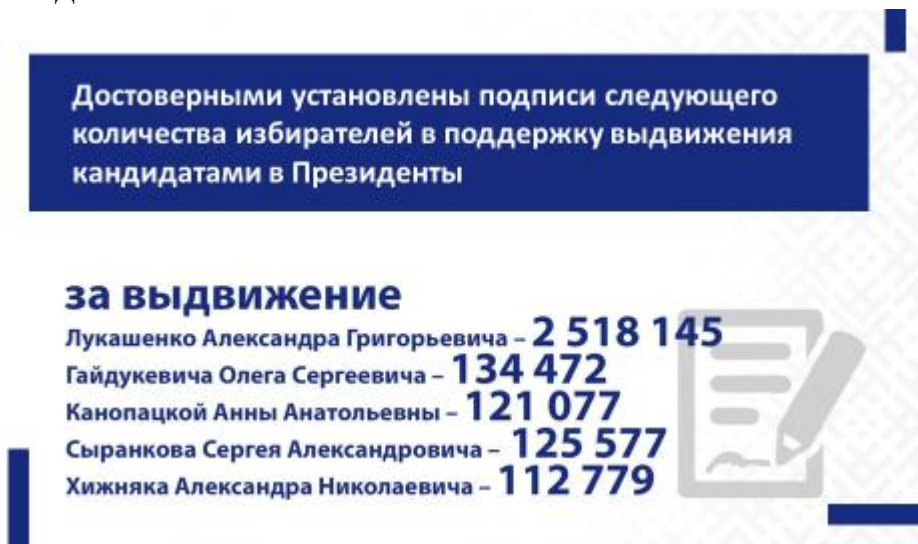 Достоверными установлены подписи следующего
количества избирателей в поддержку выдвижения
кандидатами в Президенты
за выдвижение
Лукашенко Александра Григорьевича – 2 518 145
Гайдукевича Олега Сергеевича – 134 472
Канопацкой Анны Анатольевны – 121 077
Сыранкова Сергея Александровича – 125 577
Хижняка Александра Николаевича – 112 779